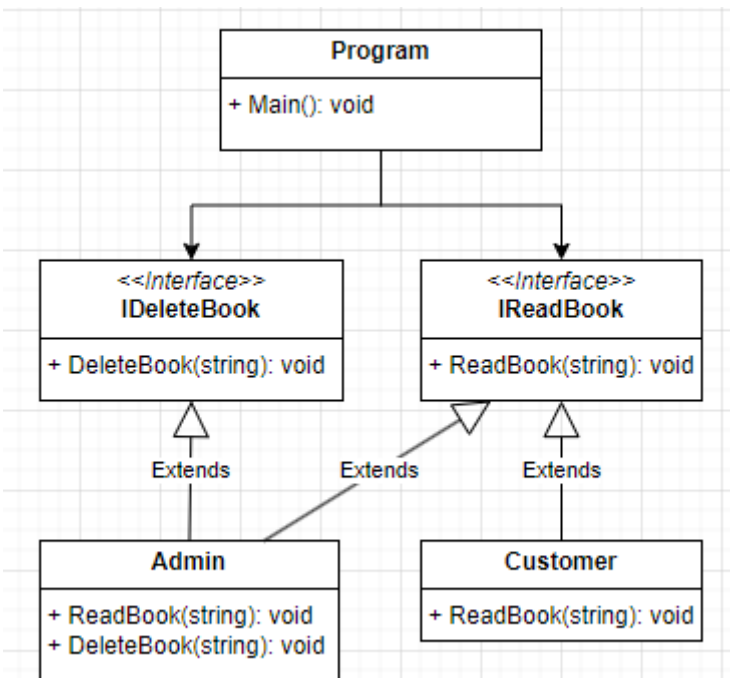 Program
+ Main(): void
<<Interface>>
IDeleteBook
+ DeleteBook(string): void
<<Interface>>
IReadBook
+ ReadBook(string): void
Extends
Extends
Extends
Admin
+ ReadBook(string): void
+ DeleteBook(string): void
Customer
+ ReadBook(string): void